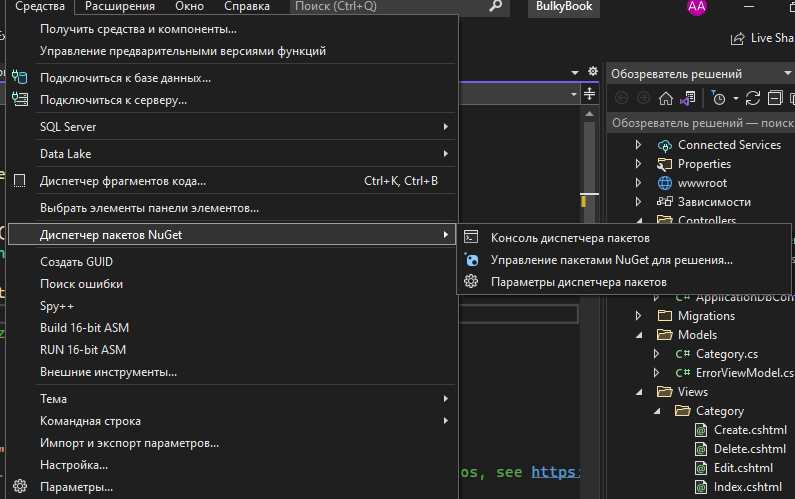 Средства Расширения Окно Справка Поиск (Ctrl+Q) BulkyBook AA
Получить средства и компоненты...
Управление предварительными версиями функций
Live Sha
Подключиться к базе данных...
Обозреватель решений
Подключиться к серверу...
Обозреватель решений — поиск
SQL Server
Connected Services
Data Lake
Properties
Диспетчер фрагментов кода... Ctrl+K, Ctrl+B
wwwroot
Выбрать элементы панели элементов...
Зависимости
Controllers
Диспетчер пакетов NuGet
Консоль диспетчера пакетов
Управление пакетами NuGet для решения...
Параметры диспетчера пакетов
Создать GUID
Поиск ошибки
ApplicationDbCont
Spy++
Migrations
Build 16-bit ASM
Models
RUN 16-bit ASM
Category.cs
Внешние инструменты...
ErrorViewModel.cs
Views
Тема
Category
Командная строка
Create.cshtml
Импорт и экспорт параметров...
Delete.cshtml
Настройка...
Edit.cshtml
os, see https:
Параметры...
Index.cshtml